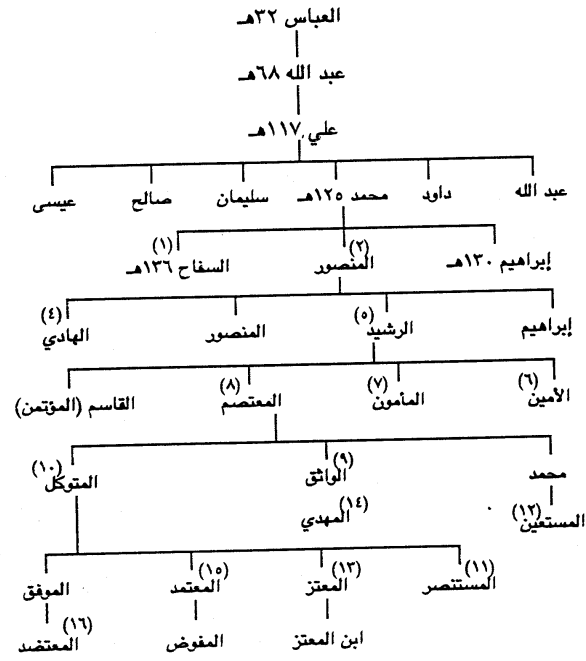 العباس ٣٢هـ
عبد الله ٦٨هـ
علي ١١٧هـ
عبد الله داود محمد ١٢٥هـ سليمان صالح عيسى
إبراهيم ١٣٠هـ (٢) المنصور (١) السفاح ١٣٦هـ
إبراهيم (٥) الرشيد المنصور (٤) الهادي
(٦) الأمين (٧) المأمون (٨) المعتصم القاسم (المؤتمن)
محمد (٩) الواثق (١٠) المتوكل
(١٢) المستعين (١٤) المهدي
(١١) المستنصر (١٣) المعتز (١٥) المعتمد الموفق
ابن المعتز المفوض (١٦) المعتضد